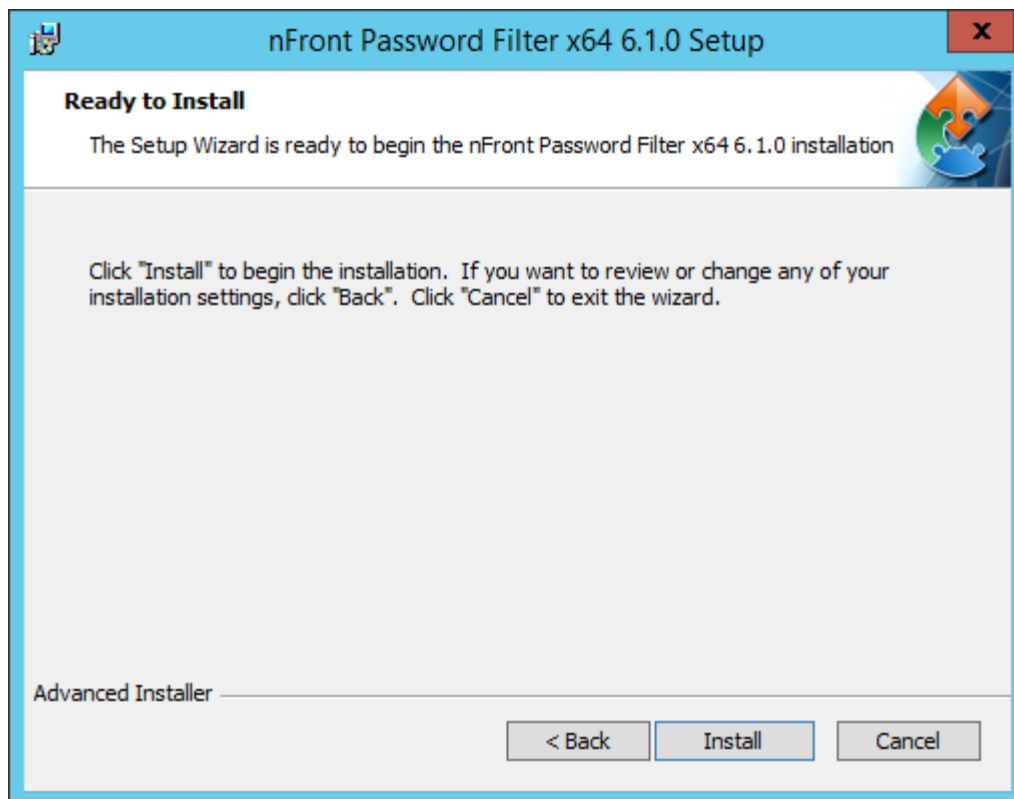 nFront Password Filter x64 6.1.0 Setup
x
Ready to Install
The Setup Wizard is ready to begin the nFront Password Filter x64 6.1.0 installation
Click "Install" to begin the installation.  If you want to review or change any of your
installation settings, click "Back".  Click "Cancel" to exit the wizard.
Advanced Installer
< Back
Install
Cancel